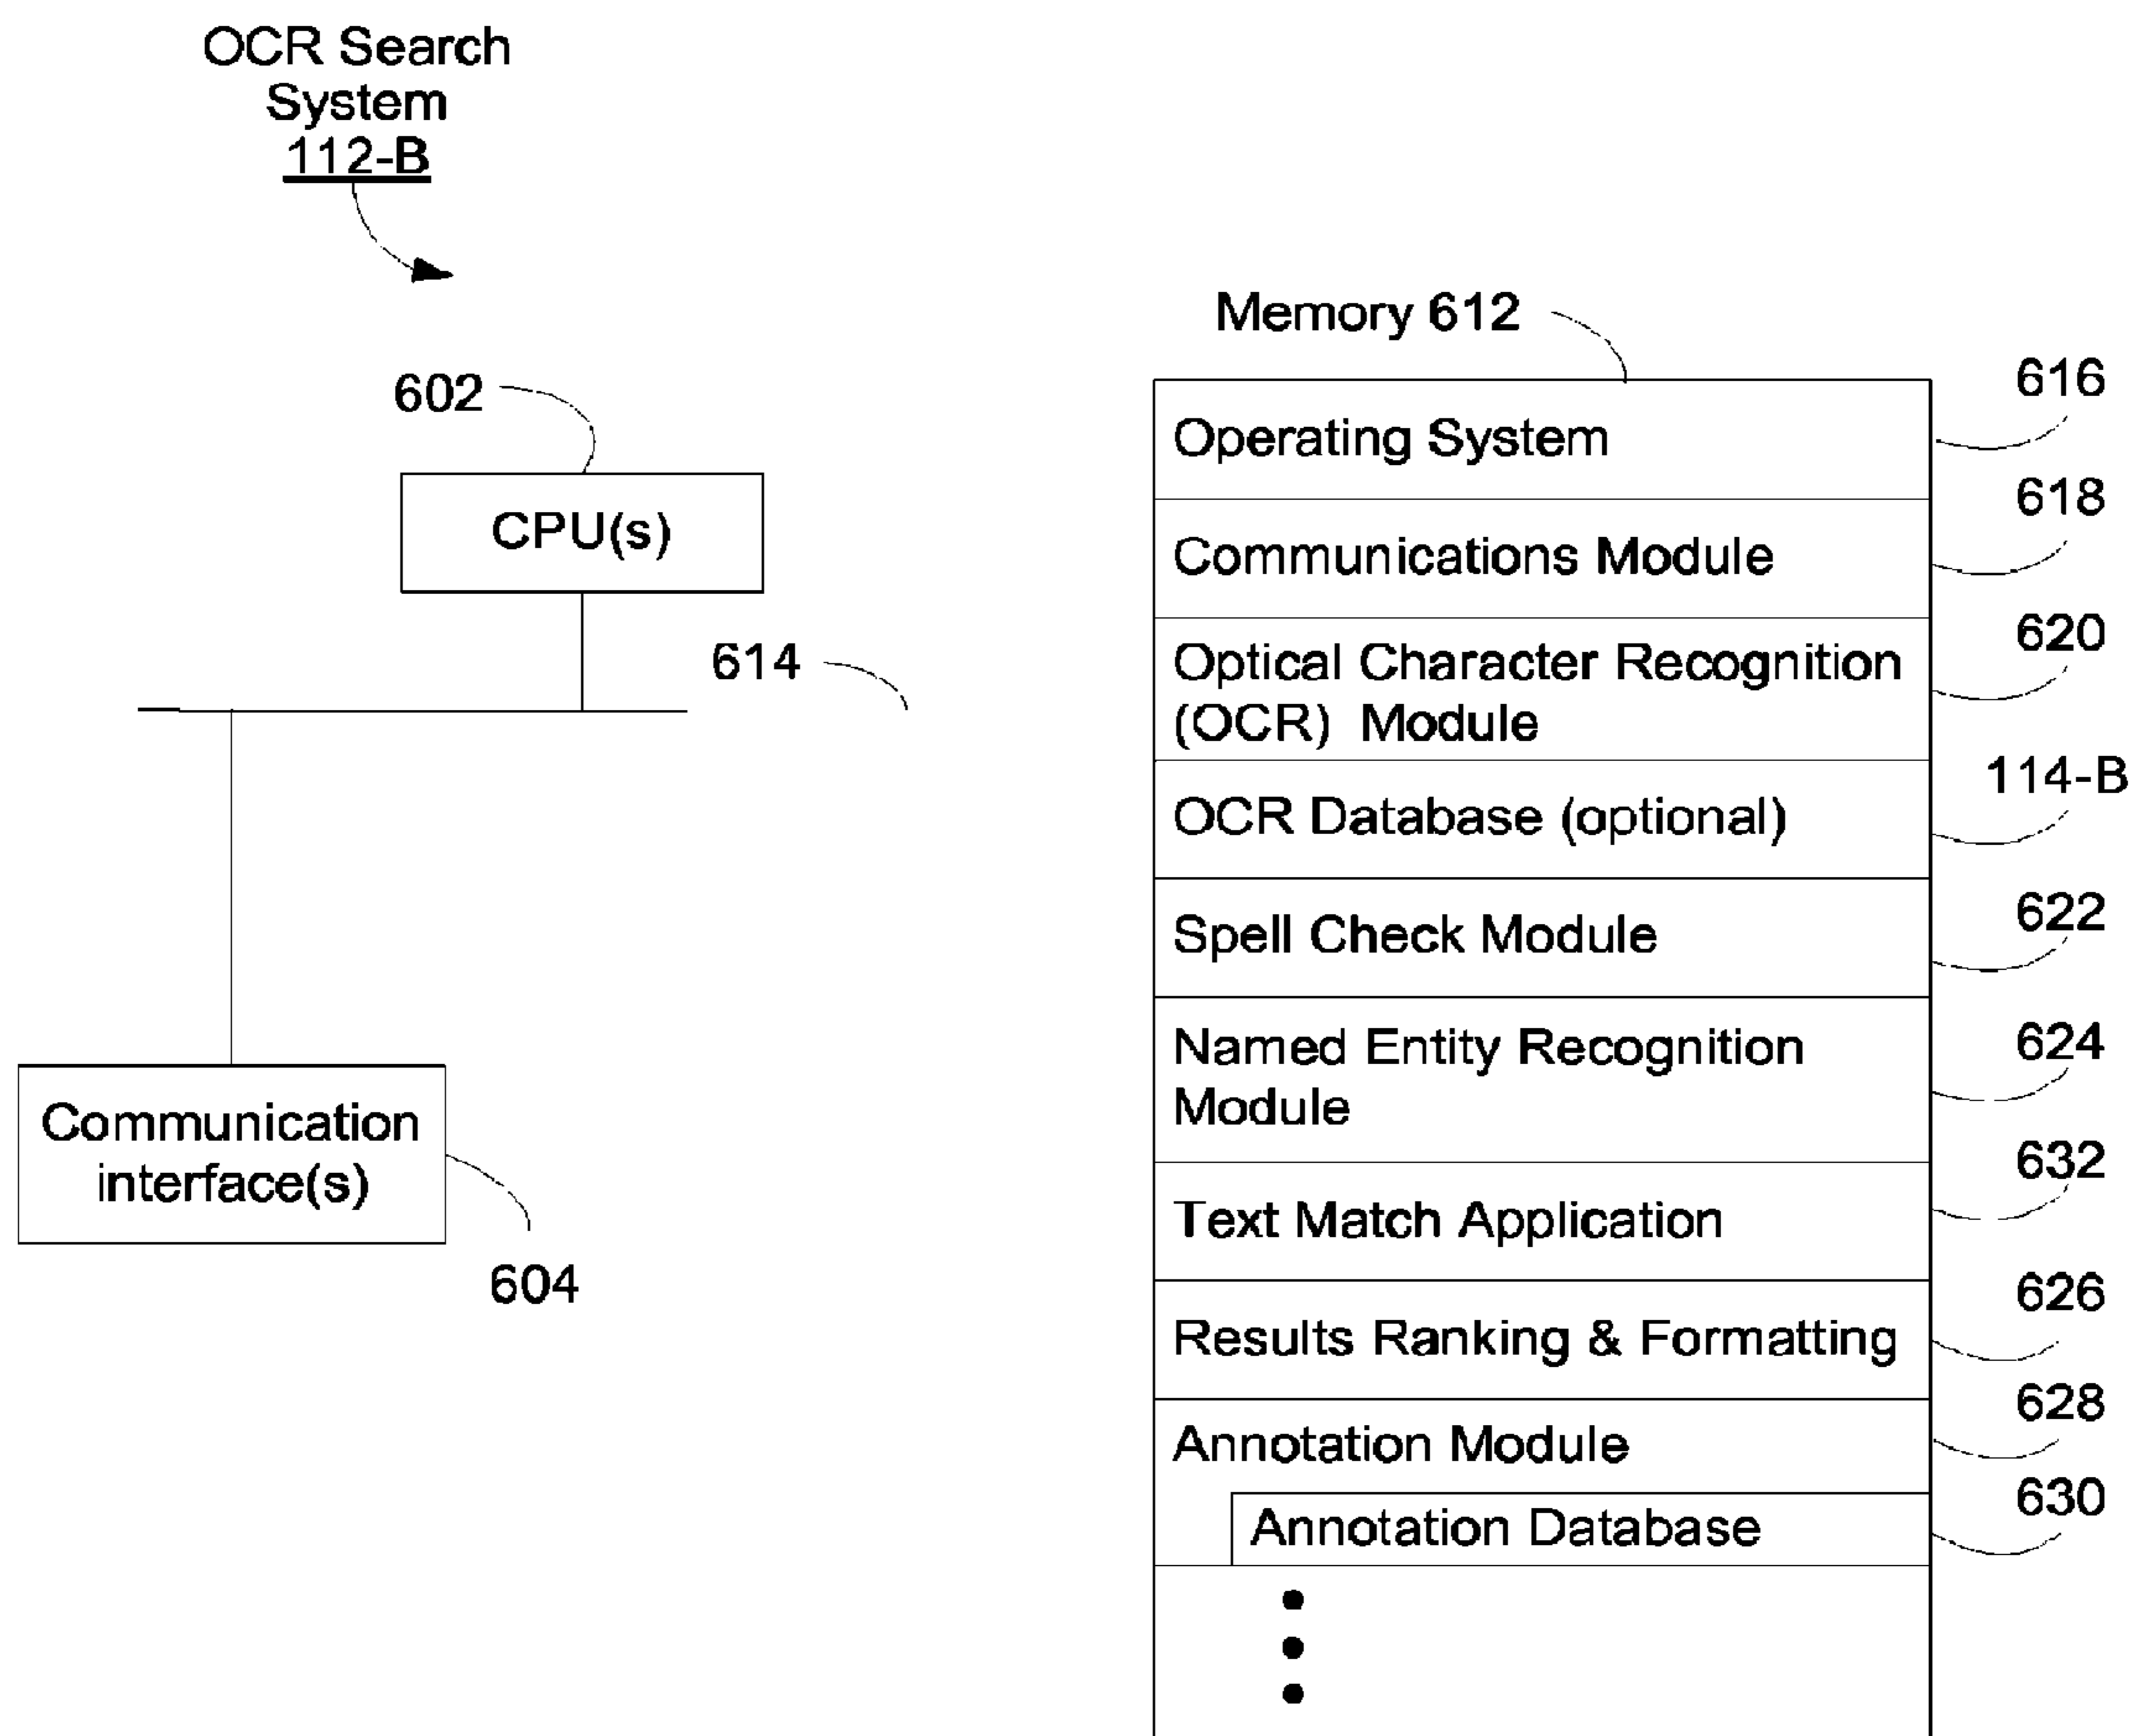 OCR Search
System
112-B
Memory 612
602
616
Operating System
618
CPU(s)
Communications Module
614
620
Optical Character Recognition
(OCR) Module
114-B
OCR Database (optional)
622
Spell Check Module
624
Named Entity Recognition
Module
Communication
interface(s)
604
632
Text Match Application
626
Results Ranking & Formatting
628
Annotation Module
630
Annotation Database